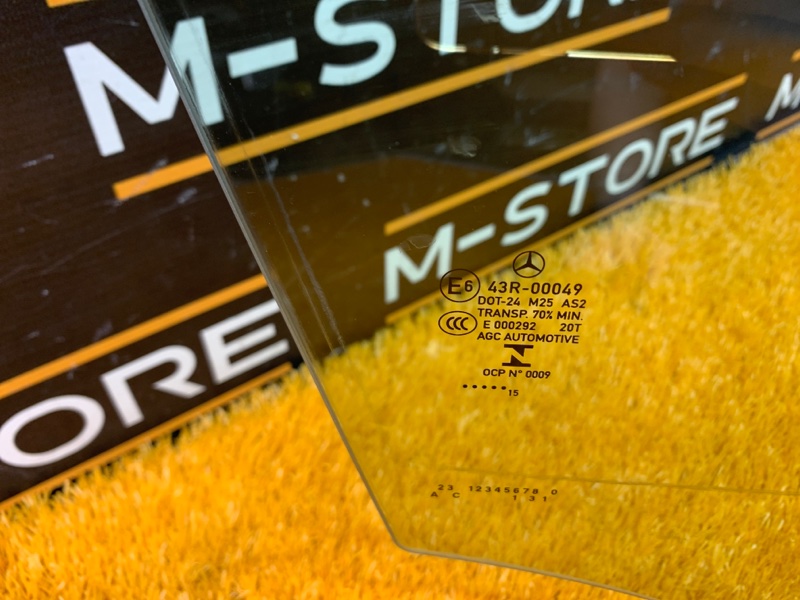 M-STORE
M-STORE
M
ORE
E6 43R-00049
DOT-24 M25 AS2
TRANSP. 70% MIN.
CCC E 000292 20T
AGC AUTOMOTIVE
OCP N° 0009
•••••15
23 12345678 0
A C 1 3 1